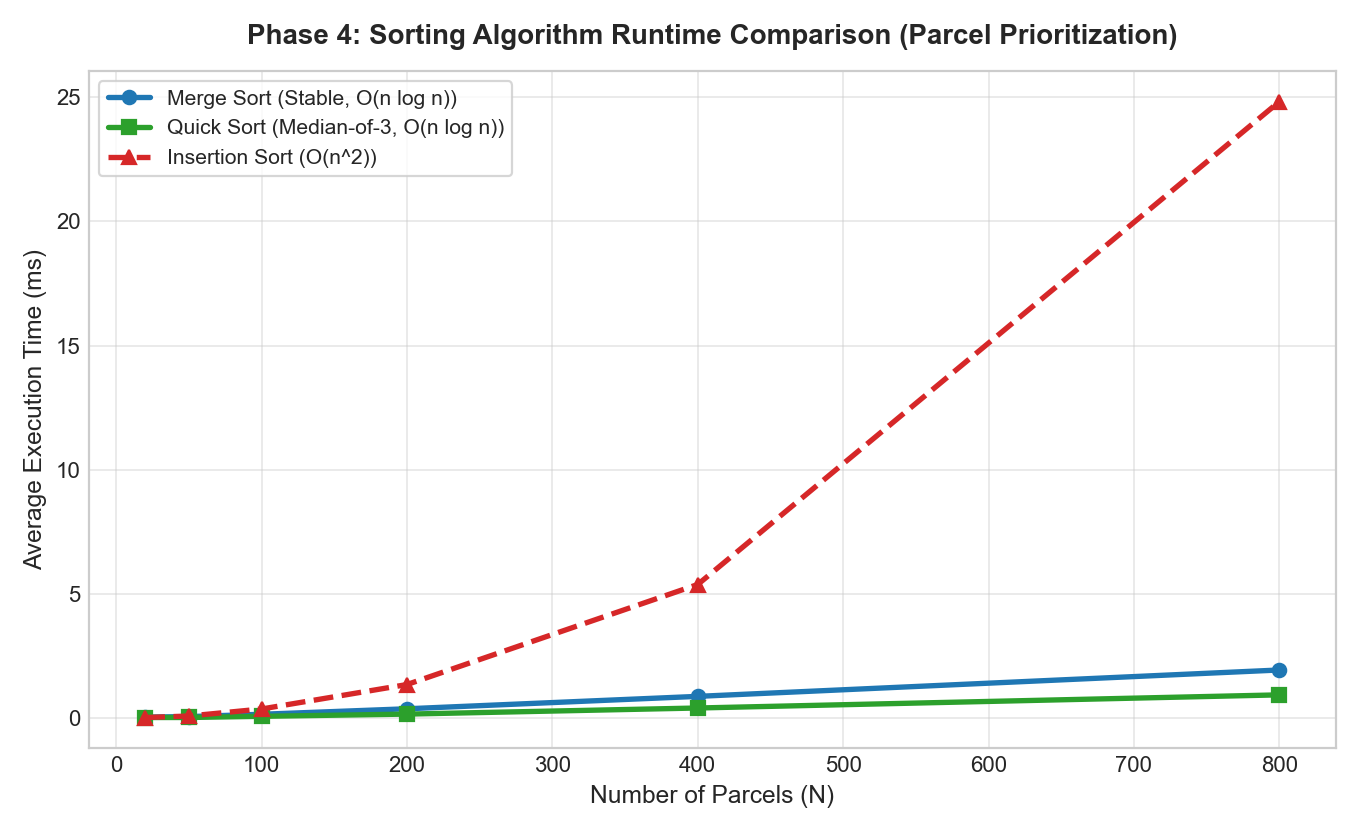 Phase 4: Sorting Algorithm Runtime Comparison (Parcel Prioritization)
Merge Sort (Stable, O(n log n))
Quick Sort (Median-of-3, O(n log n))
Insertion Sort (O(n^2))
Average Execution Time (ms)
25
20
15
10
5
0
0 100 200 300 400 500 600 700 800
Number of Parcels (N)